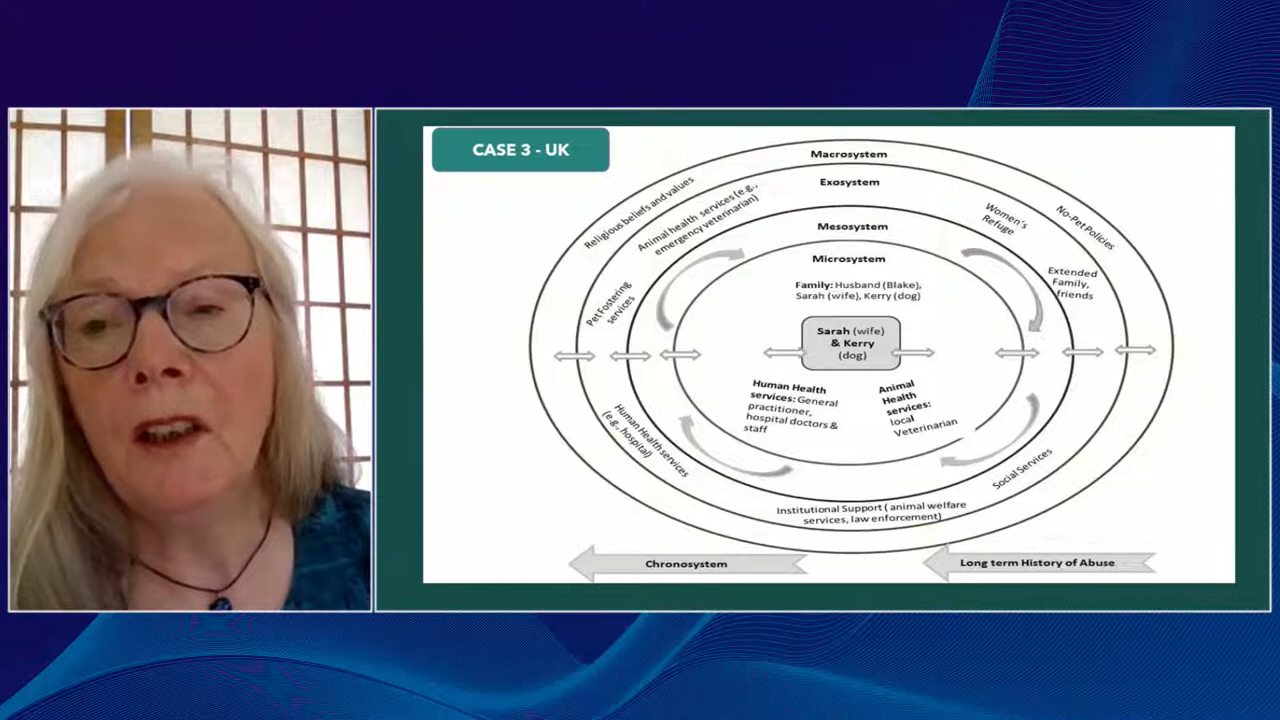 CASE 3 - UK
Macrosystem
Religious beliefs and values
No-Pet Policies
Exosystem
Animal health services (e.g.,
emergency veterinarian)
Women's
Refuge
Pet Fostering
services
Extended
Family,
friends
Mesosystem
Microsystem
Family: Husband (Blake),
Sarah (wife), Kerry (dog)
Sarah (wife)
& Kerry
(dog)
Human Health
services: General
practitioner,
hospital doctors &
staff
Animal
Health
services:
local
Veterinarian
Human Health services
(e.g., hospital)
Social Services
Institutional Support ( animal welfare
services, law enforcement)
Chronosystem
Long term History of Abuse